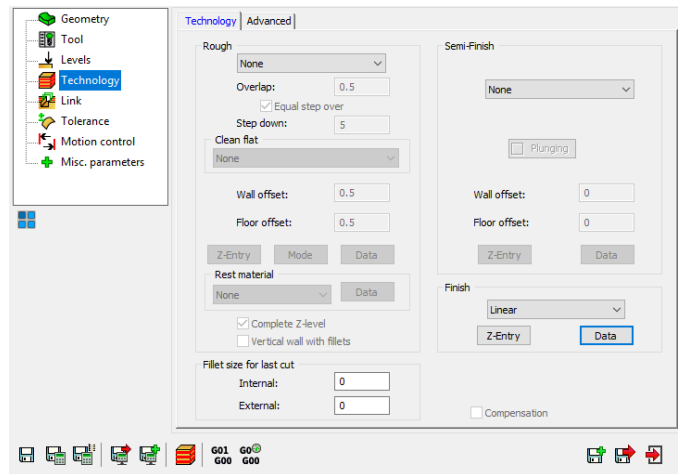 Geometry
Tool
Levels
Technology
Link
Tolerance
Motion control
Misc. parameters
Technology
Advanced
Rough
None
Overlap:
0.5
Equal step over
Step down:
5
Clean flat
None
Wall offset:
0.5
Floor offset:
0.5
Z-Entry
Mode
Data
Rest material
None
Data
Complete Z-level
Vertical wall with fillets
Fillet size for last cut
Internal:
0
External:
0
Semi-Finish
None
Plunging
Wall offset:
0
Floor offset:
0
Z-Entry
Data
Finish
Linear
Z-Entry
Data
Compensation
G01
G00
G0
G00